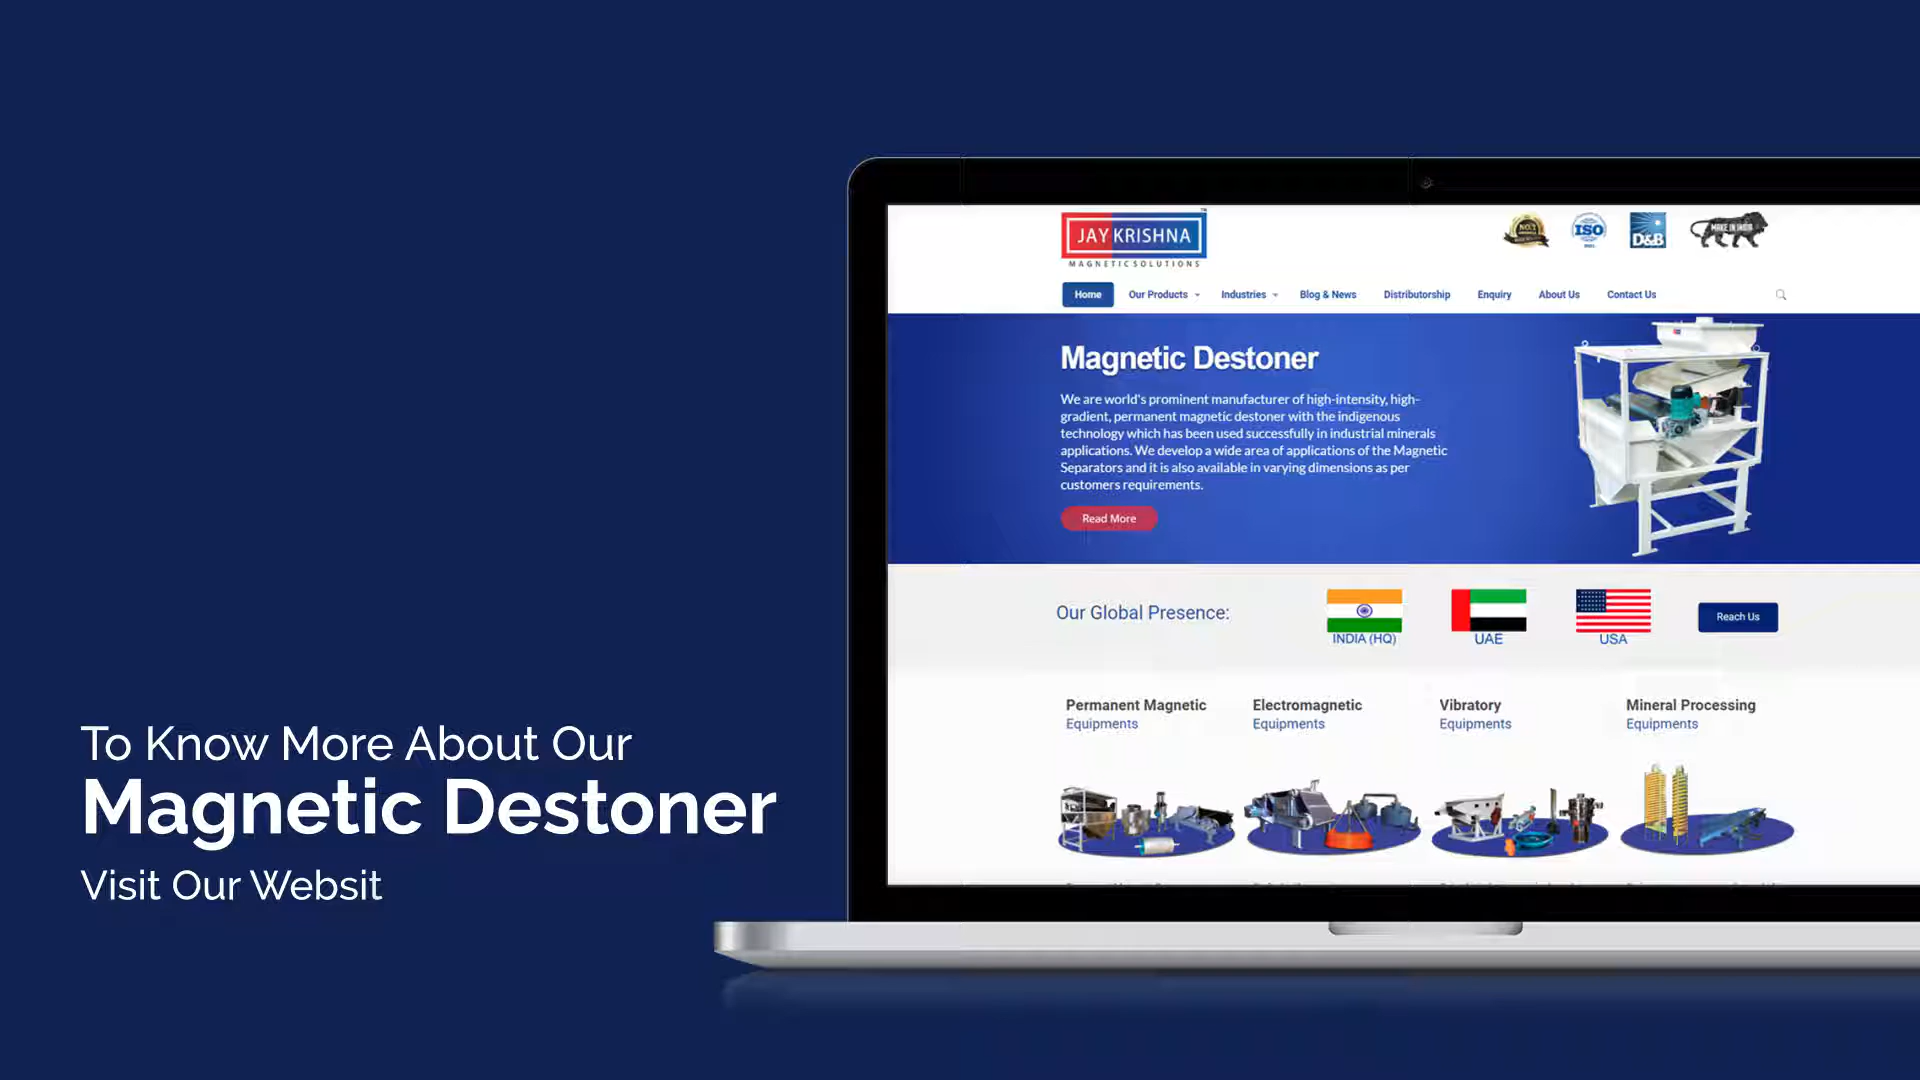 To Know More About Our
Magnetic Destoner
Visit Our Websit
JAY KRISHNA
MAGNETIC SOLUTIONS
NO.1
ISO
D&B
MAKE IN INDIA
Home
Our Products
Industries
Blog & News
Distributorship
Enquiry
About Us
Contact Us
Magnetic Destoner
We are world's prominent manufacturer of high-intensity, high-
gradient, permanent magnetic destoner with the indigenous
technology which has been used successfully in industrial minerals
applications. We develop a wide area of applications of the Magnetic
Separators and it is also available in varying dimensions as per
customers requirements.
Read More
Our Global Presence:
INDIA (HQ)
UAE
USA
Reach Us
Permanent Magnetic
Equipments
Electromagnetic
Equipments
Vibratory
Equipments
Mineral Processing
Equipments